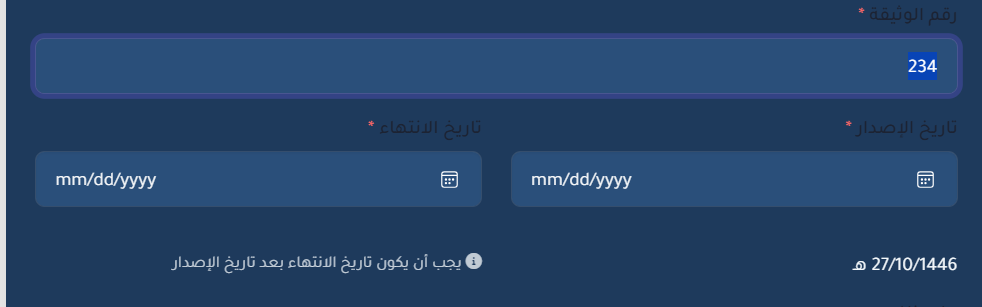 رقم الوثيقة *
234
تاريخ الإصدار *
تاريخ الانتهاء *
mm/dd/yyyy
mm/dd/yyyy
27/10/1446 هـ
يجب أن يكون تاريخ الانتهاء بعد تاريخ الإصدار